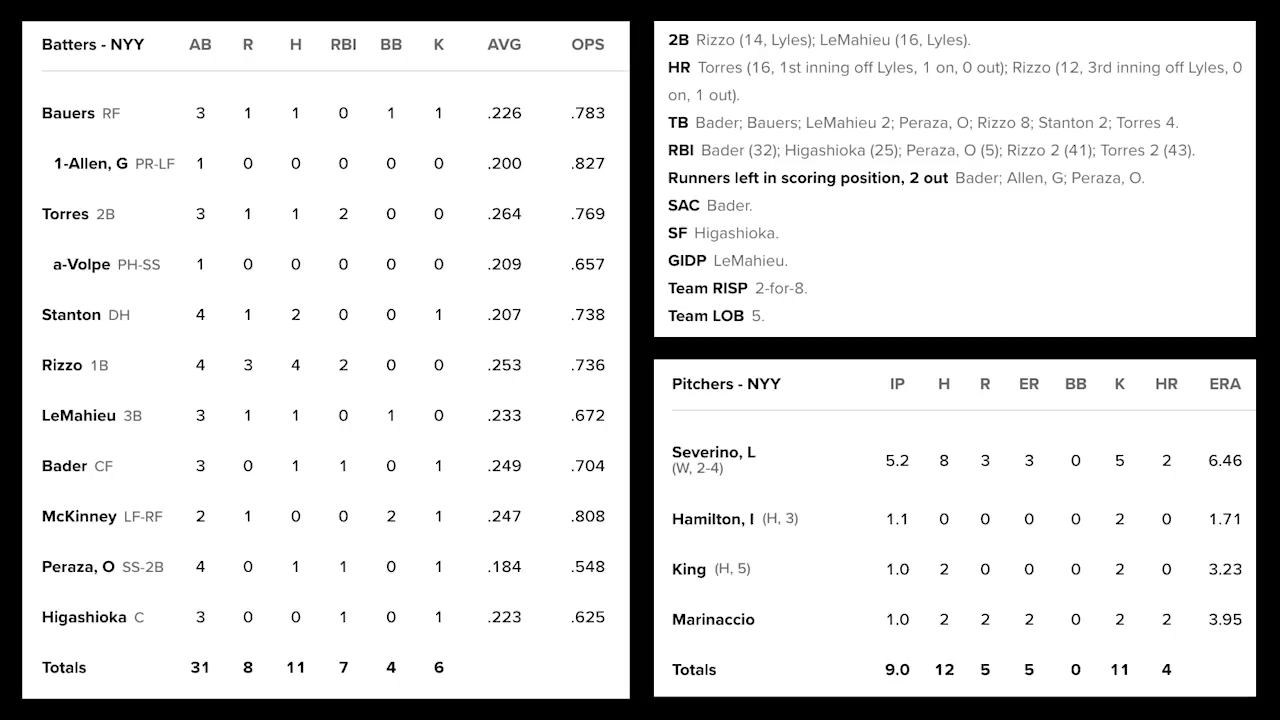 Batters - NYY AB R H RBI BB K AVG OPS
Bauers RF 3 1 1 0 1 1 .226 .783
1-Allen, G PR-LF 1 0 0 0 0 0 .200 .827
Torres 2B 3 1 1 2 0 0 .264 .769
a-Volpe PH-SS 1 0 0 0 0 0 .209 .657
Stanton DH 4 1 2 0 0 1 .207 .738
Rizzo 1B 4 3 4 2 0 0 .253 .736
LeMahieu 3B 3 1 1 0 1 0 .233 .672
Bader CF 3 0 1 1 0 1 .249 .704
McKinney LF-RF 2 1 0 0 2 1 .247 .808
Peraza, O SS-2B 4 0 1 1 0 1 .184 .548
Higashioka C 3 0 0 1 0 1 .223 .625
Totals 31 8 11 7 4 6
2B Rizzo (14, Lyles); LeMahieu (16, Lyles).
HR Torres (16, 1st inning off Lyles, 1 on, 0 out); Rizzo (12, 3rd inning off Lyles, 0
on, 1 out).
TB Bader; Bauers; LeMahieu 2; Peraza, O; Rizzo 8; Stanton 2; Torres 4.
RBI Bader (32); Higashioka (25); Peraza, O (5); Rizzo 2 (41); Torres 2 (43).
Runners left in scoring position, 2 out Bader; Allen, G; Peraza, O.
SAC Bader.
SF Higashioka.
GIDP LeMahieu.
Team RISP 2-for-8.
Team LOB 5.
Pitchers - NYY IP H R ER BB K HR ERA
Severino, L 5.2 8 3 3 0 5 2 6.46
(W, 2-4)
Hamilton, I (H, 3) 1.1 0 0 0 0 2 0 1.71
King (H, 5) 1.0 2 0 0 0 2 0 3.23
Marinaccio 1.0 2 2 2 0 2 2 3.95
Totals 9.0 12 5 5 0 11 4